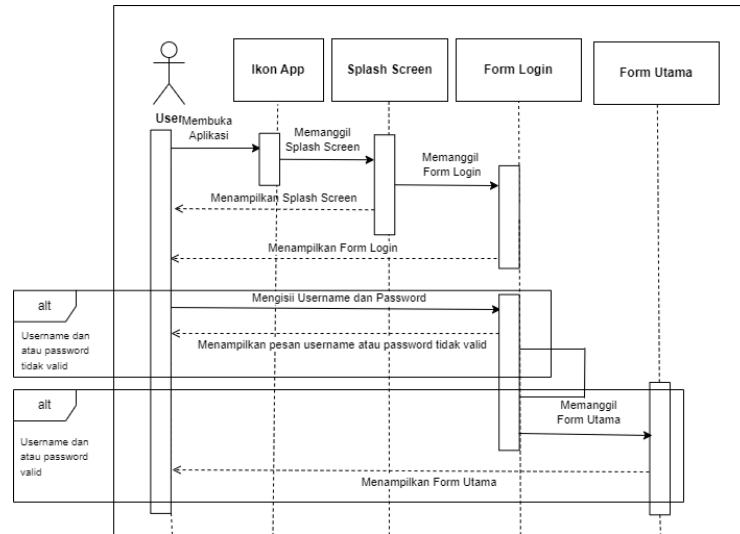 Ikon App
Splash Screen
Form Login
Form Utama
User
Membuka
Aplikasi
Memanggil
Splash Screen
Memanggil
Form Login
Menampilkan Splash Screen
Menampilkan Form Login
alt
Mengisii Username dan Password
Username dan
atau password
tidak valid
Menampilkan pesan username atau password tidak valid
alt
Memanggil
Form Utama
Username dan
atau password
valid
Menampilkan Form Utama